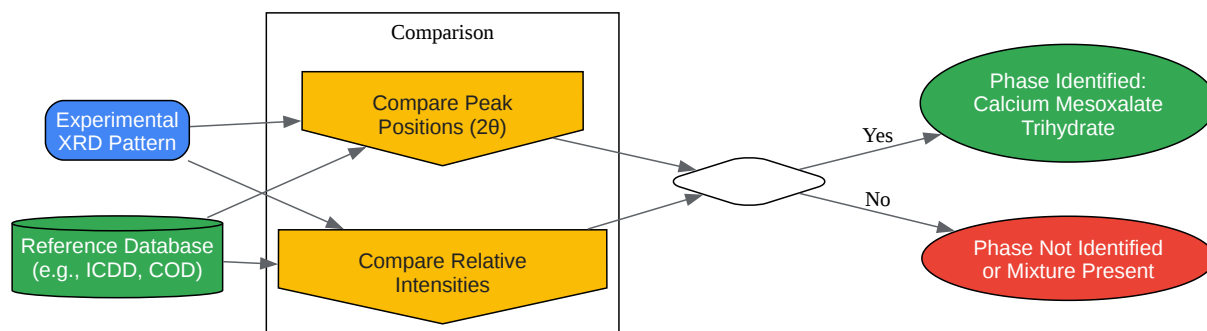 Comparison
Experimental
XRD Pattern
Reference Database
(e.g., ICDD, COD)
Compare Peak
Positions (2θ)
Compare Relative
Intensities
Yes
No
Phase Identified:
Calcium Mesoxalate
Trihydrate
Phase Not Identified
or Mixture Present